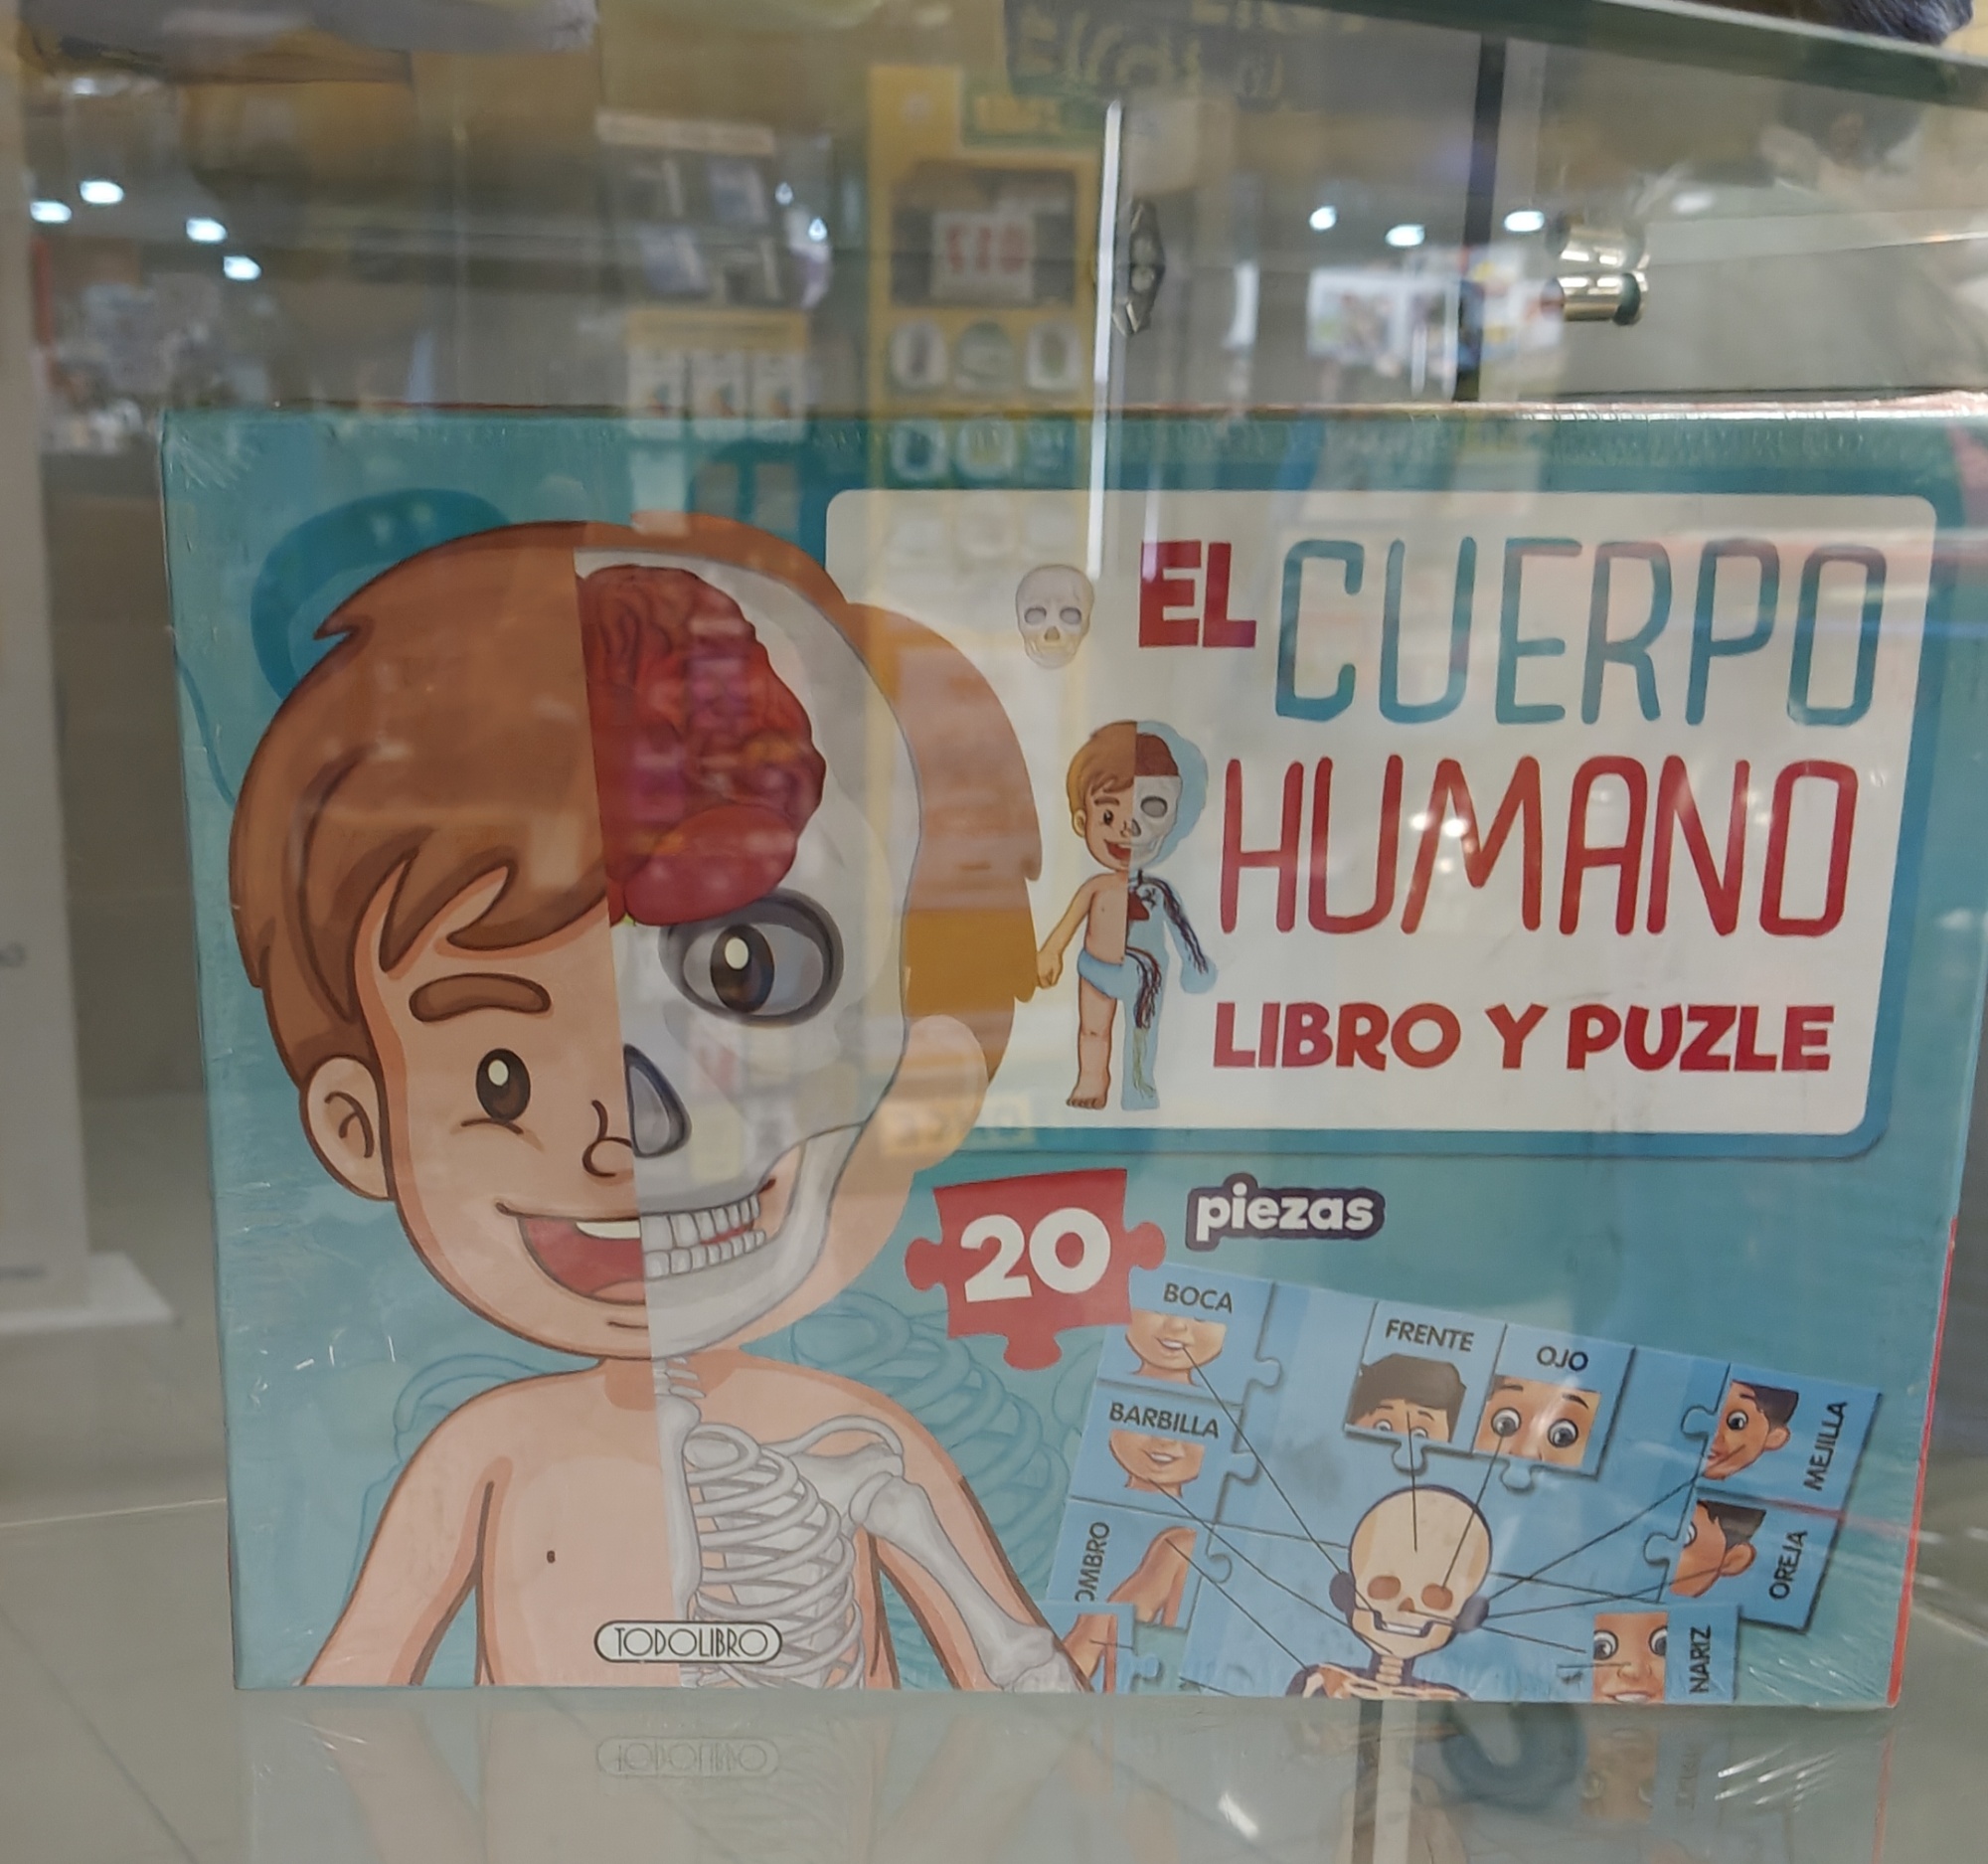 EL CUERPO
HUMANO
LIBRO Y PUZLE
20
piezas
BOCA
FRENTE
OJO
BARBILLA
MEJILLA
OREJA
NARIZ
TODOLIBRO